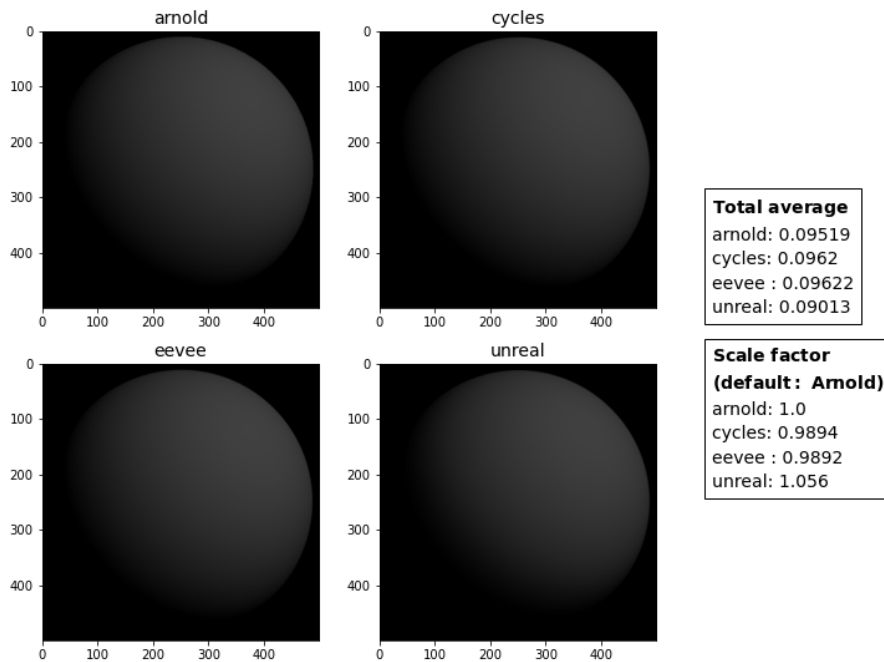 arnold
cycles
0
100
200
300
400
0 100 200 300 400
0
100
200
300
400
0 100 200 300 400
eevee
unreal
0
100
200
300
400
0 100 200 300 400
0
100
200
300
400
0 100 200 300 400
Total average
arnold: 0.09519
cycles: 0.0962
eevee : 0.09622
unreal: 0.09013
Scale factor
(default: Arnold)
arnold: 1.0
cycles: 0.9894
eevee : 0.9892
unreal: 1.056